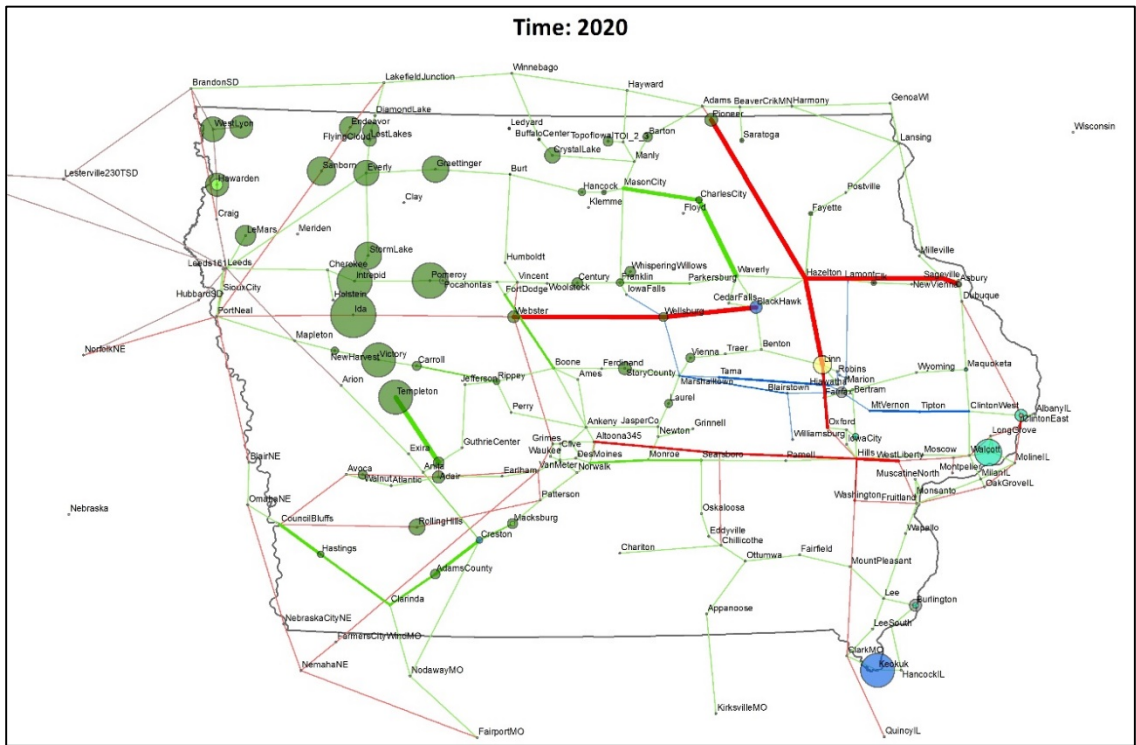 Time: 2020
Winnebago
LakefieldJunction
BrandonSD
Hayward
Adams
BeaverCrikMN
Harmony
GenoaWI
DiamondLake
Pioneer
WestLyon
Endeavor
Ledyard
Wisconsin
FlyingCloud
LostLakes
BuffaloCenter
Barton
Saratoga
Lansing
CrystalLake
Manly
Lesterville230TSD
Sanborn
Everly
Graettinger
Burt
Hawarden
MasonCity
Hancock
CharlesCity
Postville
Clay
Klemme
Floyd
Fayette
Craig
LeMars
Meriden
StormLake
Milleville
Leeds161
Leeds
Cherokee
Intrepid
Pomeroy
Humboldt
WhisperingWillows
Waverly
Hazelton
Sageville
Asbury
Vincent
Century
Franklin
Parkersburg
Pocahontas
Woolstock
NewVienna
HubbardSD
SiouxCity
Holstein
FortDodge
IowaFalls
CedarFalls
BlackHawk
Dubuque
PortNeal
Ida
Webster
Wellsburg
Mapleton
NorfolkNE
NewHarvest
Victory
Carroll
Boone
Ferdinand
Vienna
Traer
Benton
Linn
Robins
Wyoming
Maquoketa
Arion
Templeton
Jefferson
Rippey
Ames
StoryCounty
Marshalltown
Tama
Hiawatha
Marion
Blairstown
Bertram
Perry
Laurel
MtVernon
Tipton
ClintonWest
AlbanyIL
ClintonEast
Ankeny
JasperCo
Grinnell
Oxford
Newton
GuthrieCenter
Grimes
Clive
Altoona345
Williamsburg
IowaCity
LongGrove
Exira
Waukee
DesMoines
Monroe
Searsboro
Parnell
Hills
WestLiberty
Moscow
Walcott
BlairNE
Avoca
Anita
VanMeter
Norwalk
Montpelier
MolineIL
Walnut
Atlantic
Adair
Earlham
MuscatineNorth
MilanIL
OakGroveIL
OmahaNE
Patterson
Washington
Fruitland
Monsanto
Nebraska
CouncilBluffs
RollingHills
Macksburg
Oskaloosa
Wapallo
Creston
Eddyville
Chillicothe
Hastings
Chariton
Ottumwa
Fairfield
MountPleasant
AdamsCounty
Clarinda
Lee
Burlington
Appanoose
NebraskaCityNE
LeeSouth
FarmersCityWindMO
ClarkMO
Keokuk
NemahaNE
NodawayMO
HancockIL
KirksvilleMO
FairportMO
QuincyIL